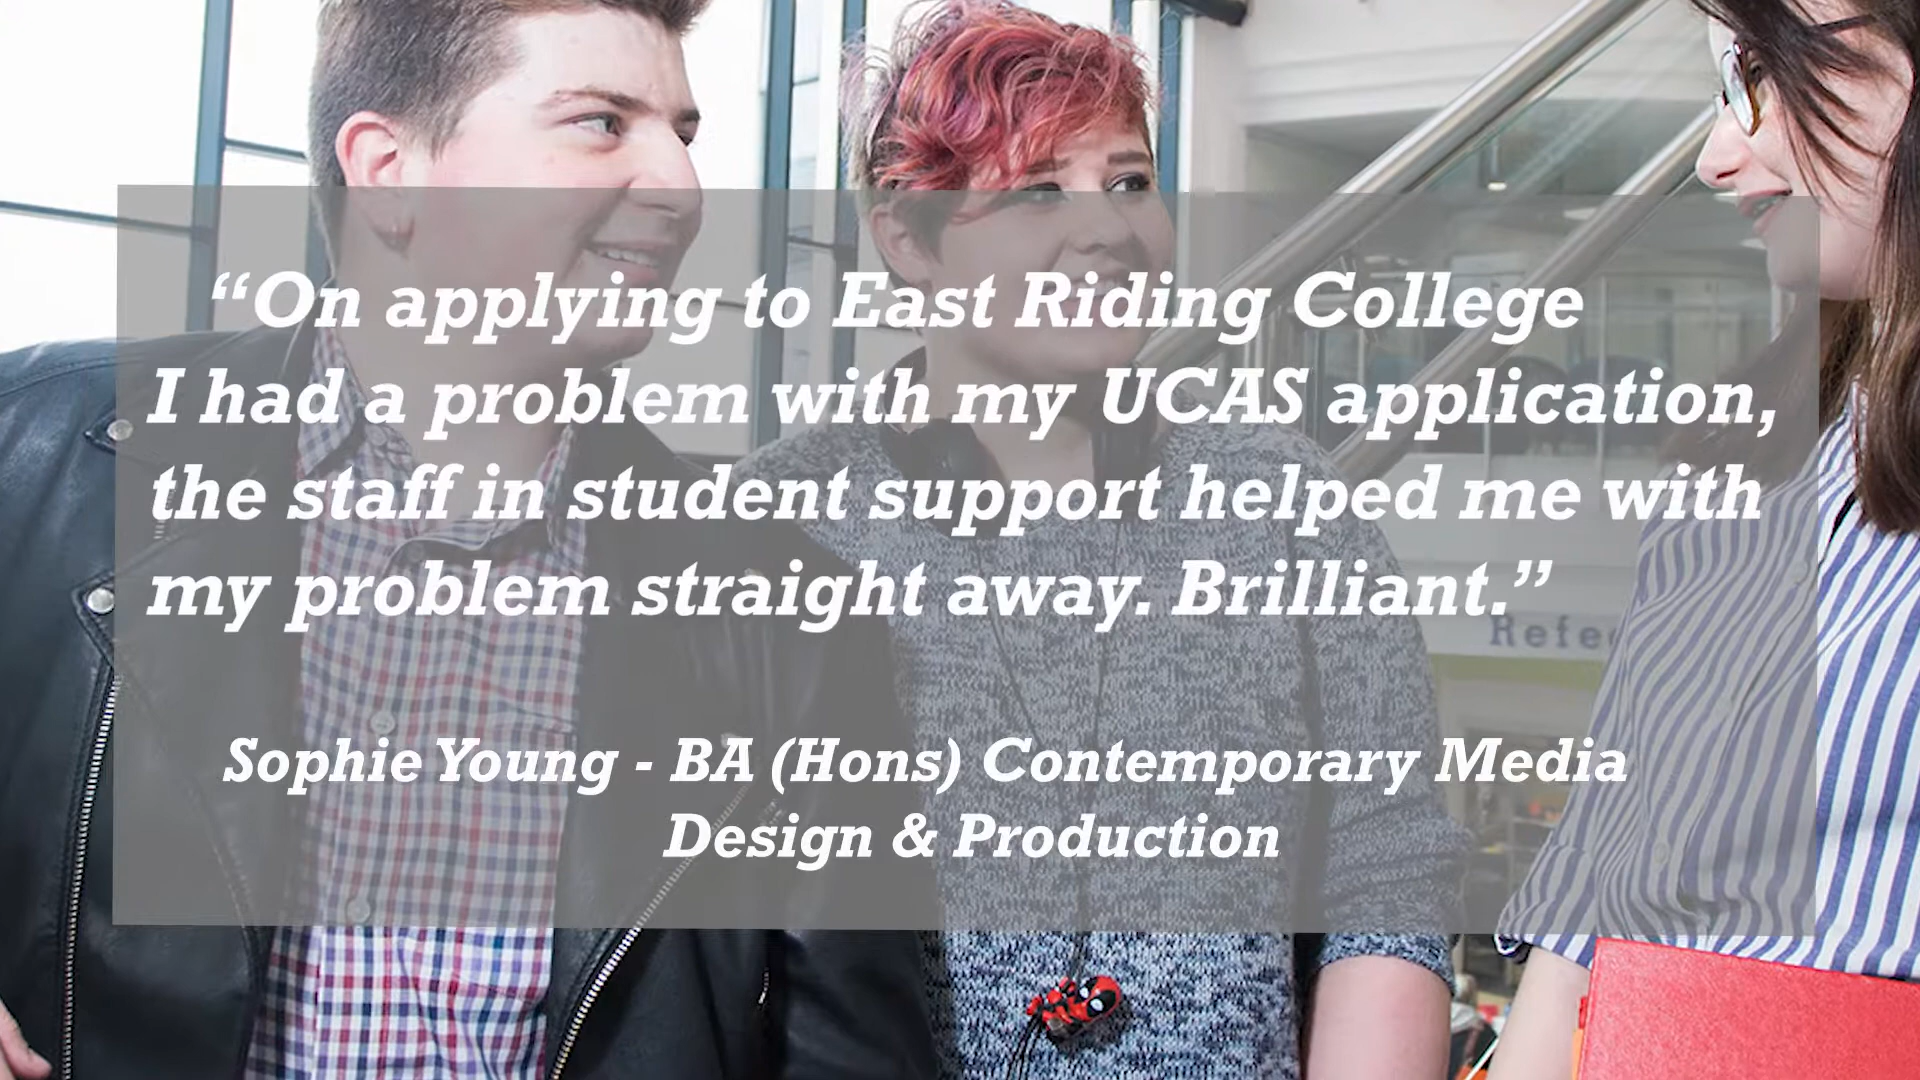 “On applying to East Riding College
I had a problem with my UCAS application,
the staff in student support helped me with
my problem straight away. Brilliant.”
Sophie Young - BA (Hons) Contemporary Media
Design & Production